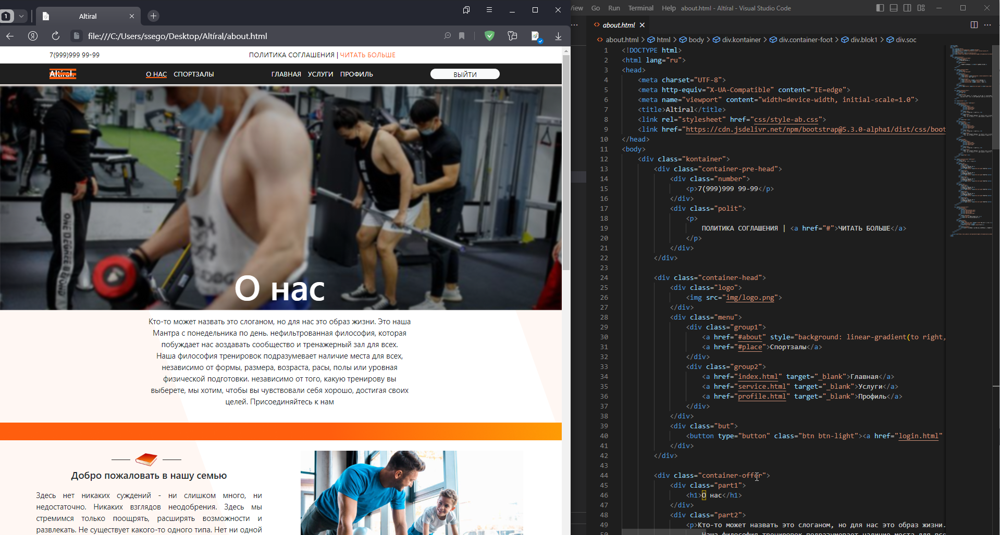 1
Altiral
file:///C:/Users/ssego/Desktop/Altíral/about.html
7(999)999 99-99
ПОЛИТИКА СОГЛАШЕНИЯ | ЧИТАТЬ БОЛЬШЕ
Altíral.
О НАС СПОРТЗАЛЫ ГЛАВНАЯ УСЛУГИ ПРОФИЛЬ ВЫЙТИ
О нас
Кто-то может назвать это слоганом, но для нас это образ жизни. Это наша
Мантра с понедельника по день. нефильтрованная философия, которая
побуждает нас аоздавать сообщество и тренажерный зал для всех.
Наша философия тренировок подразумевает наличие места для всех,
независимо от формы, размера, возраста, расы, полы или уровная
физической подготовки. независимо от того, какую тренирову вы
выберете, мы хотим, чтобы вы чувствовали себя хорошо, достигая своих
целей. Присоединяйтесь к нам
Добро пожаловать в нашу семью
Здесь нет никаких суждений - ни слишком много, ни
недостаточно. Никаких взглядов неодобрения. Здесь мы
стремимся только поощрять, расширять возможности и
развлекать. Не существует какого-то одного типа. Нет ни одной
View Go Run Terminal Help about.html - Altíral - Visual Studio Code
about.html
about.html > html > body > div.kontainer > div.container-foot > div.blok1 > div.soc
1 <!DOCTYPE html>
2 <html lang="ru">
3 <head>
4 <meta charset="UTF-8">
5 <meta http-equiv="X-UA-Compatible" content="IE=edge">
6 <meta name="viewport" content="width=device-width, initial-scale=1.0">
7 <title>Altiral</title>
8 <link rel="stylesheet" href="css/style-ab.css">
9 <link href="https://cdn.jsdelivr.net/npm/bootstrap@5.3.0-alpha1/dist/css/boot
10 </head>
11 <body>
12 <div class="kontainer">
13 <div class="container-pre-head">
14 <div class="number">
15 <p>7(999)999 99-99</p>
16 </div>
17 <div class="polit">
18 <p>
19 ПОЛИТИКА СОГЛАШЕНИЯ | <a href="#">ЧИТАТЬ БОЛЬШЕ</a>
20 </p>
21 </div>
22 </div>
23
24 <div class="container-head">
25 <div class="logo">
26 <img src="img/logo.png">
27 </div>
28 <div class="menu">
29 <div class="group1">
30 <a href="#about" style="background: linear-gradient(to right,
31 <a href="#place">Спортзалы</a>
32 </div>
33 <div class="group2">
34 <a href="index.html" target="_blank">Главная</a>
35 <a href="service.html" target="_blank">Услуги</a>
36 <a href="profile.html" target="_blank">Профиль</a>
37 </div>
38 </div>
39 <div class="but">
40 <button type="button" class="btn btn-light"><a href="login.html"
41 </div>
42 </div>
43
44 <div class="container-offer">
45 <div class="part1">
46 <h1>О нас</h1>
47 </div>
48 <div class="part2">
49 <p>Кто-то может назвать это слоганом, но для нас это образ жизни.
50 Наша философия тренировок подразумевает наличие места для все